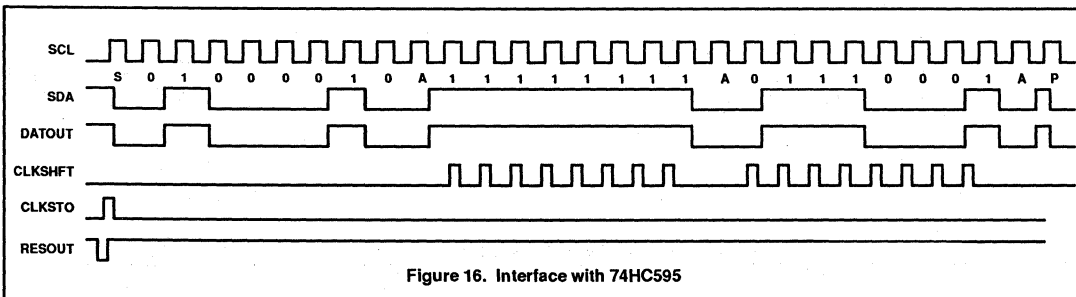 SCL
S 0 1 0 0 0 0 1 0 A 1 1 1 1 1 1 1 1 A 0 1 1 1 0 0 0 1 A P
SDA
DATOUT
CLKSHFT
CLKSTO
RESOUT
Figure 16. Interface with 74HC595